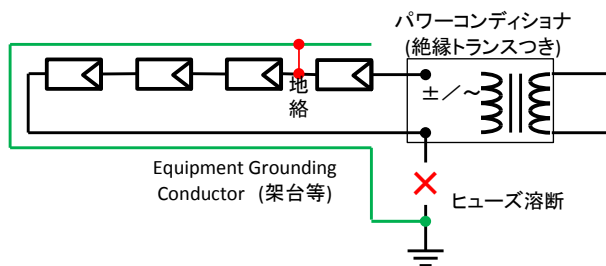 パワーコンディショナ
(絶縁トランスつき)
地
絡
±／～
Equipment Grounding
Conductor (架台等)
ヒューズ溶断